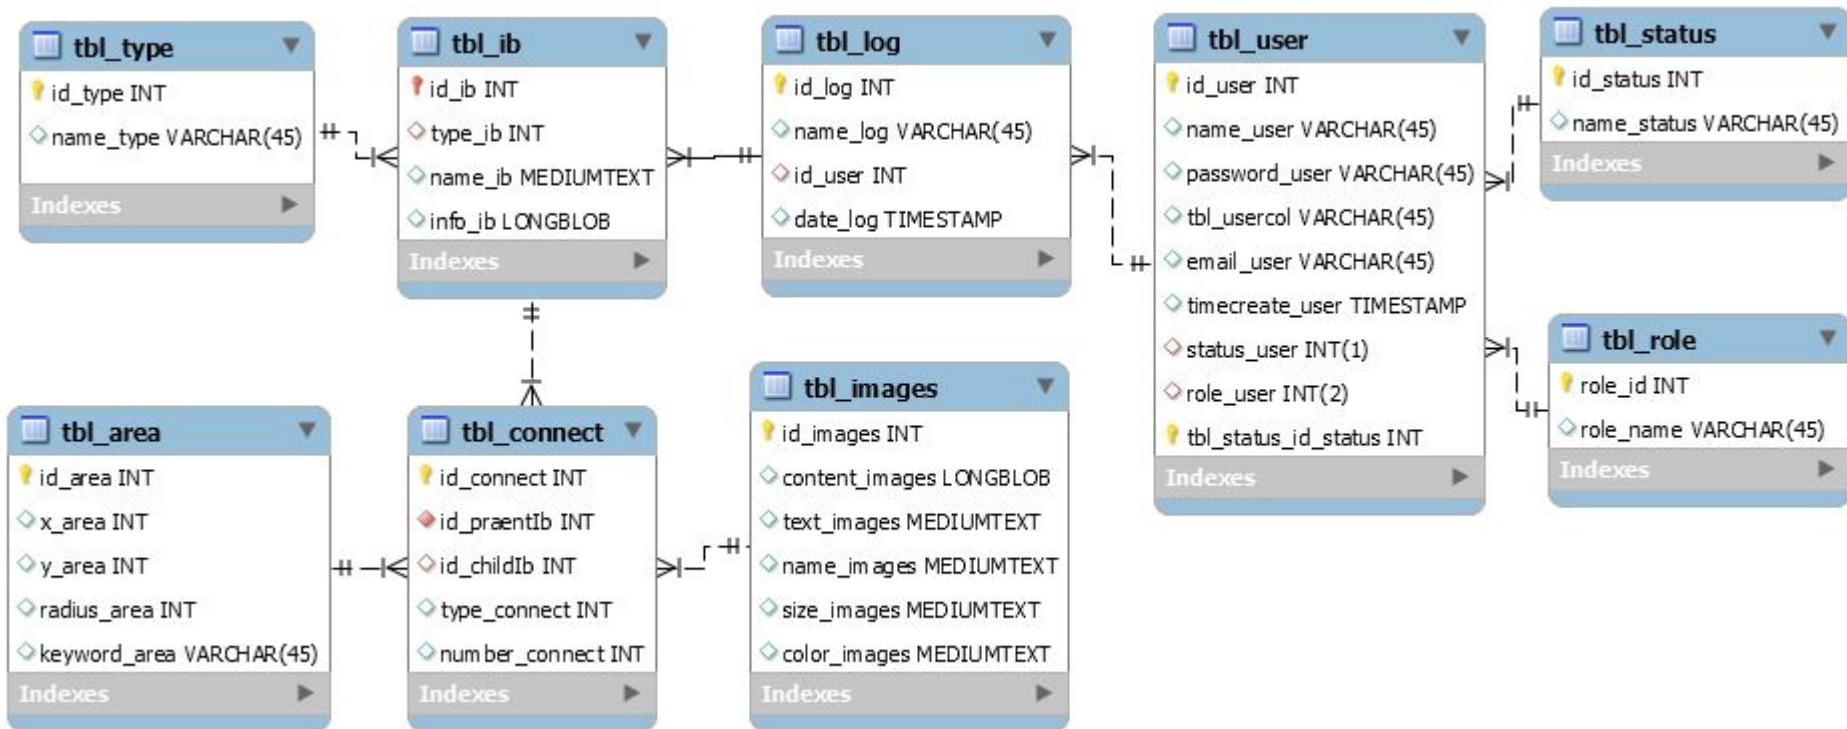 tbl_type
id_type INT
name_type VARCHAR(45)
Indexes
tbl_ib
id_ib INT
type_ib INT
name_ib MEDIUMTEXT
info_ib LONGBLOB
Indexes
tbl_log
id_log INT
name_log VARCHAR(45)
id_user INT
date_log TIMESTAMP
Indexes
tbl_user
id_user INT
name_user VARCHAR(45)
password_user VARCHAR(45)
tbl_usercol VARCHAR(45)
email_user VARCHAR(45)
timecreate_user TIMESTAMP
status_user INT(1)
role_user INT(2)
tbl_status_id_status INT
Indexes
tbl_status
id_status INT
name_status VARCHAR(45)
Indexes
tbl_role
role_id INT
role_name VARCHAR(45)
Indexes
tbl_area
id_area INT
x_area INT
y_area INT
radius_area INT
keyword_area VARCHAR(45)
Indexes
tbl_connect
id_connect INT
id_praentIb INT
id_childIb INT
type_connect INT
number_connect INT
Indexes
tbl_images
id_images INT
content_images LONGBLOB
text_images MEDIUMTEXT
name_images MEDIUMTEXT
size_images MEDIUMTEXT
color_images MEDIUMTEXT
Indexes